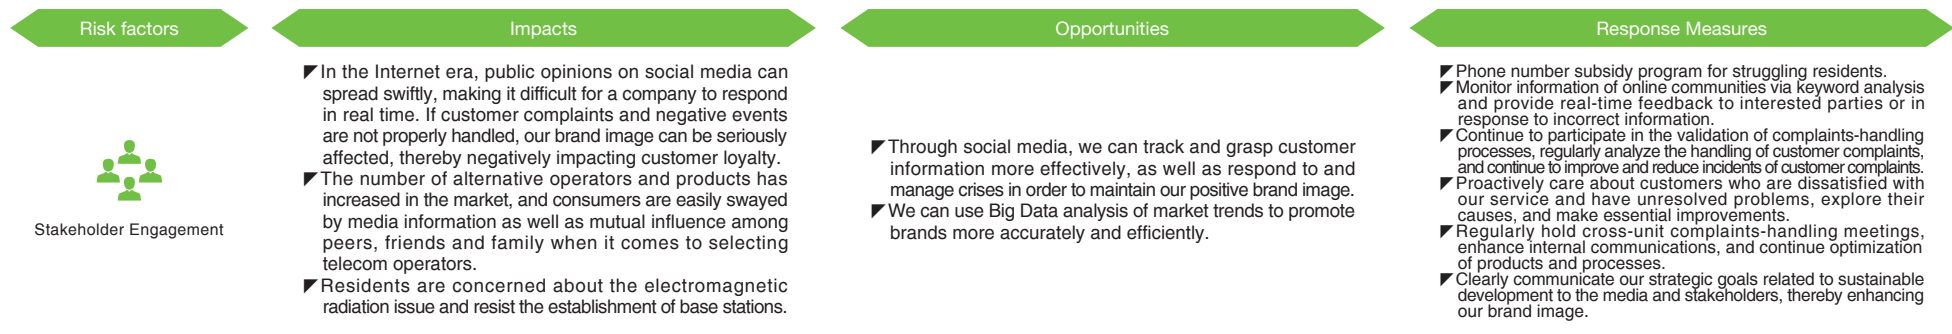 Risk factors
Impacts
Opportunities
Response Measures
Stakeholder Engagement
In the Internet era, public opinions on social media can
spread swiftly, making it difficult for a company to respond
in real time. If customer complaints and negative events
are not properly handled, our brand image can be seriously
affected, thereby negatively impacting customer loyalty.
The number of alternative operators and products has
increased in the market, and consumers are easily swayed
by media information as well as mutual influence among
peers, friends and family when it comes to selecting
telecom operators.
Residents are concerned about the electromagnetic
radiation issue and resist the establishment of base stations.
Through social media, we can track and grasp customer
information more effectively, as well as respond to and
manage crises in order to maintain our positive brand image.
We can use Big Data analysis of market trends to promote
brands more accurately and efficiently.
Phone number subsidy program for struggling residents.
Monitor information of online communities via keyword analysis
and provide real-time feedback to interested parties or in
response to incorrect information.
Continue to participate in the validation of complaints-handling
processes, regularly analyze the handling of customer complaints,
and continue to improve and reduce incidents of customer complaints.
Proactively care about customers who are dissatisfied with
our service and have unresolved problems, explore their
causes, and make essential improvements.
Regularly hold cross-unit complaints-handling meetings,
enhance internal communications, and continue optimization
of products and processes.
Clearly communicate our strategic goals related to sustainable
development to the media and stakeholders, thereby enhancing
our brand image.